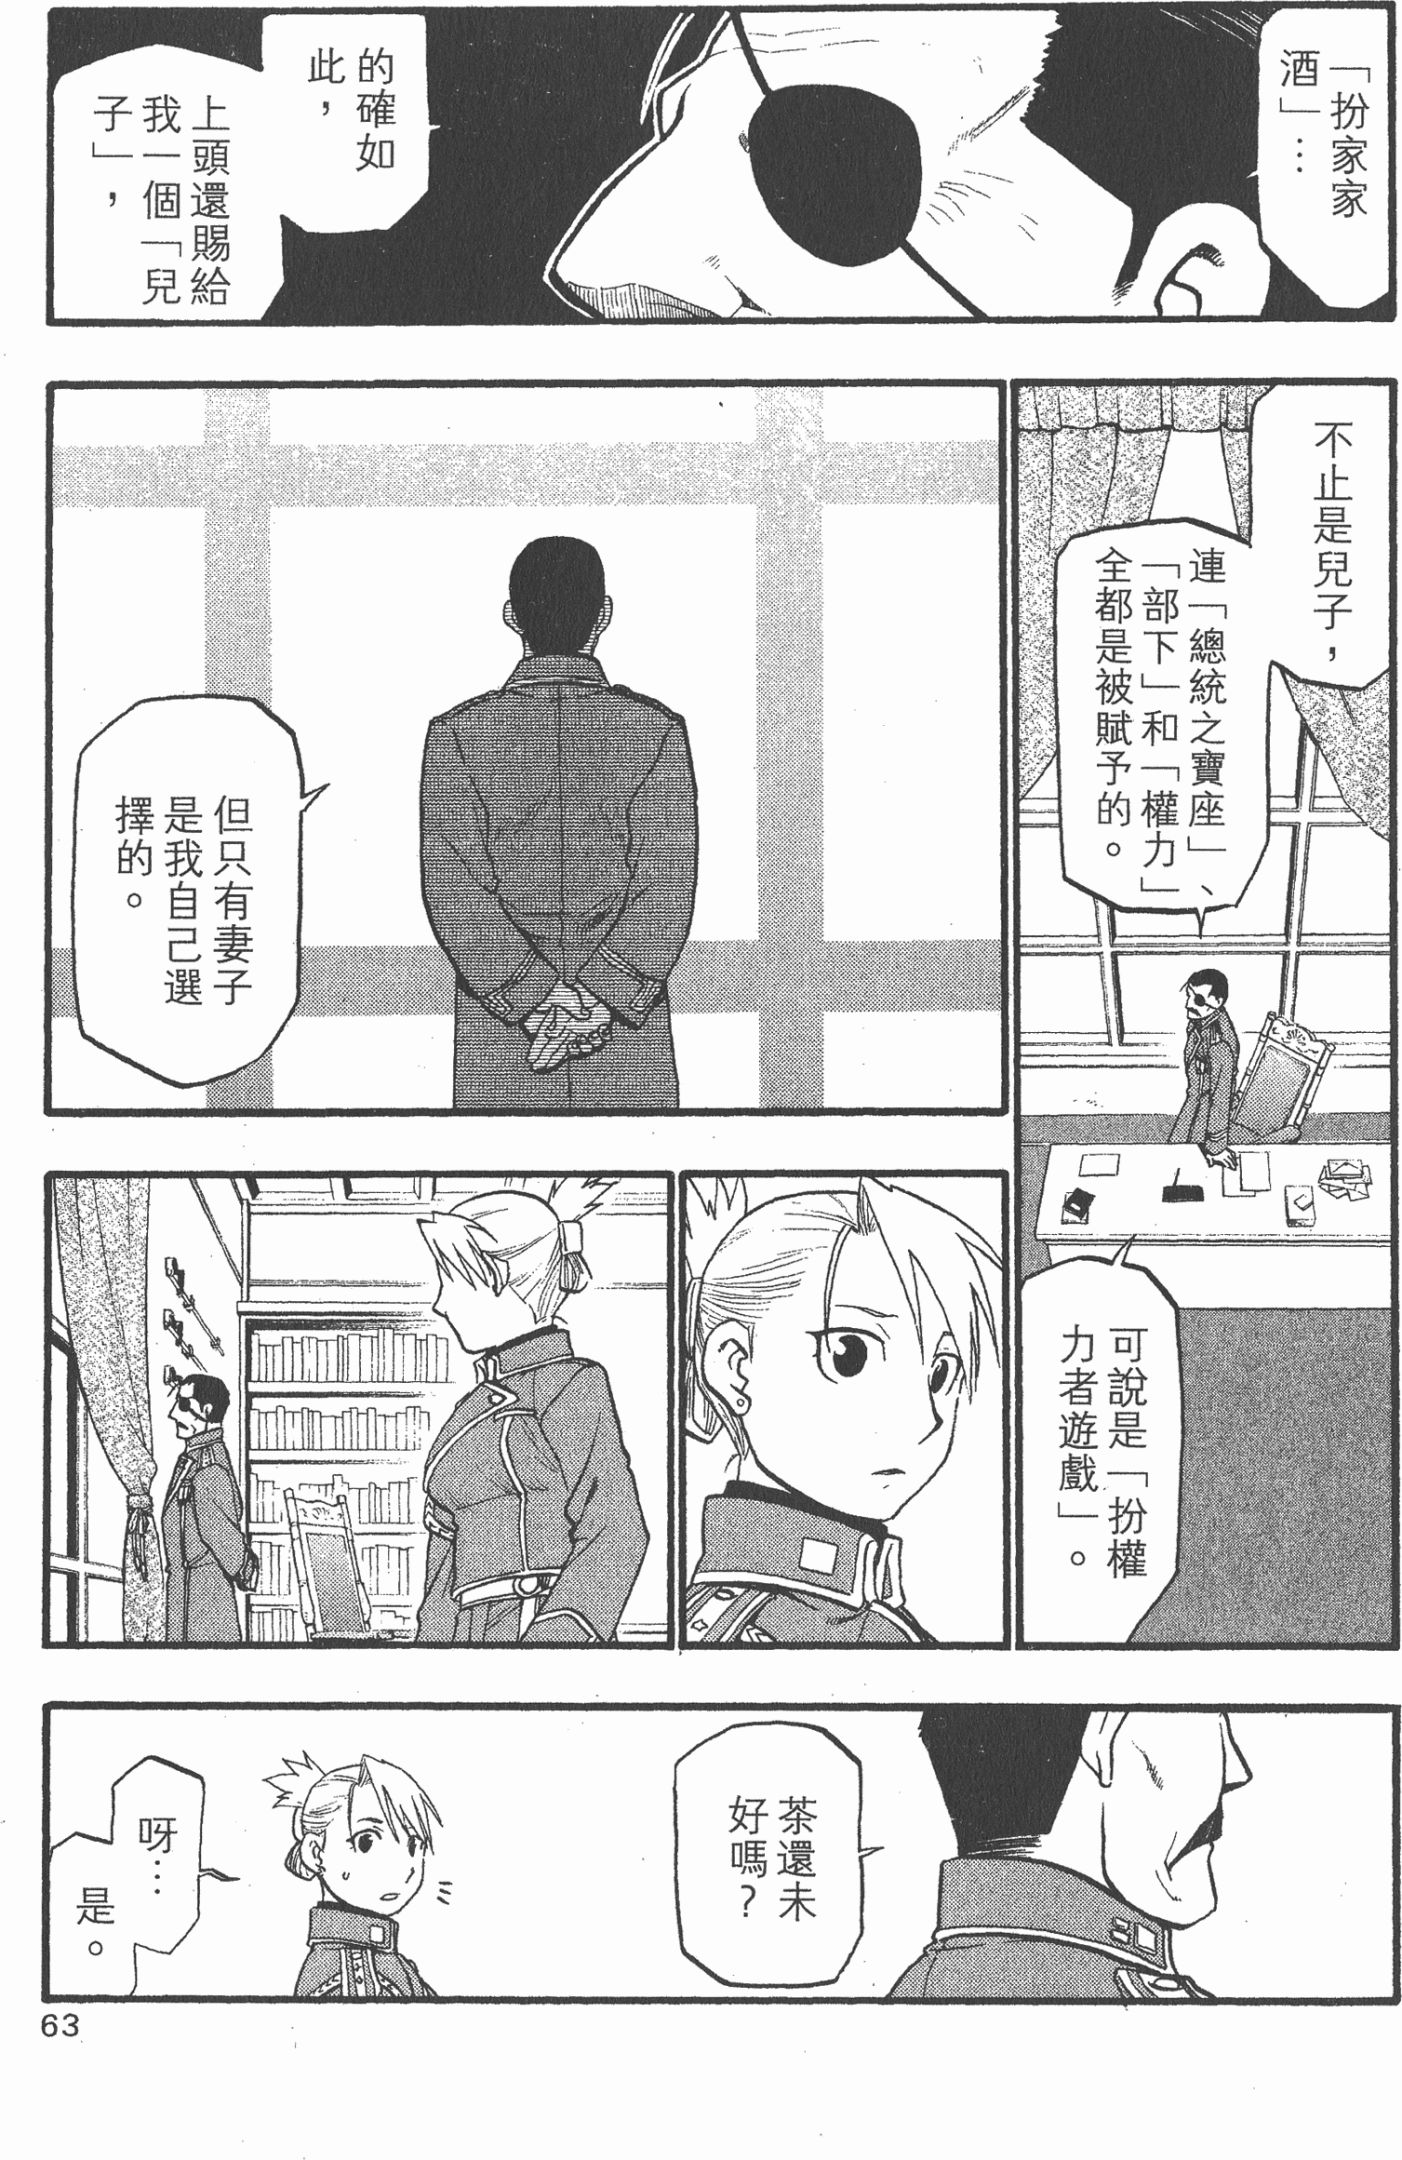 「扮家家
酒」…
的確如
此，
上頭還賜給
我一個「兒
子」，
不止是兒子，
連「總統之寶座」、
「部下」和「權力」
全都是被賦予的。
可說是「扮權
力者遊戲」。
但只有妻子
是我自己選
擇的。
茶還未
好嗎？
呀…
是。
63